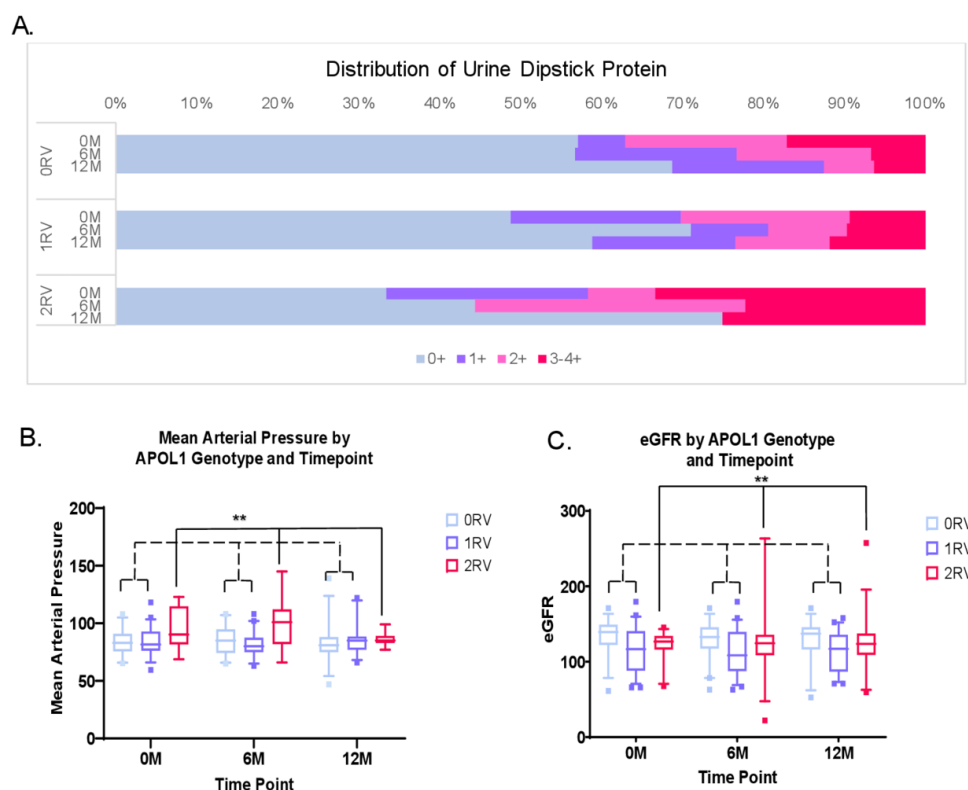 A.
Distribution of Urine Dipstick Protein
0% 10% 20% 30% 40% 50% 60% 70% 80% 90% 100%
0RV
0M
6M
12M
1RV
0M
6M
12M
2RV
0M
6M
12M
0+ 1+ 2+ 3-4+
B.
Mean Arterial Pressure by
APOL1 Genotype and Timepoint
Mean Arterial Pressure
200
150
100
50
0
**
0RV
1RV
2RV
0M 6M 12M
Time Point
C.
eGFR by APOL1 Genotype
and Timepoint
eGFR
300
200
100
0
**
0RV
1RV
2RV
0M 6M 12M
Time Point